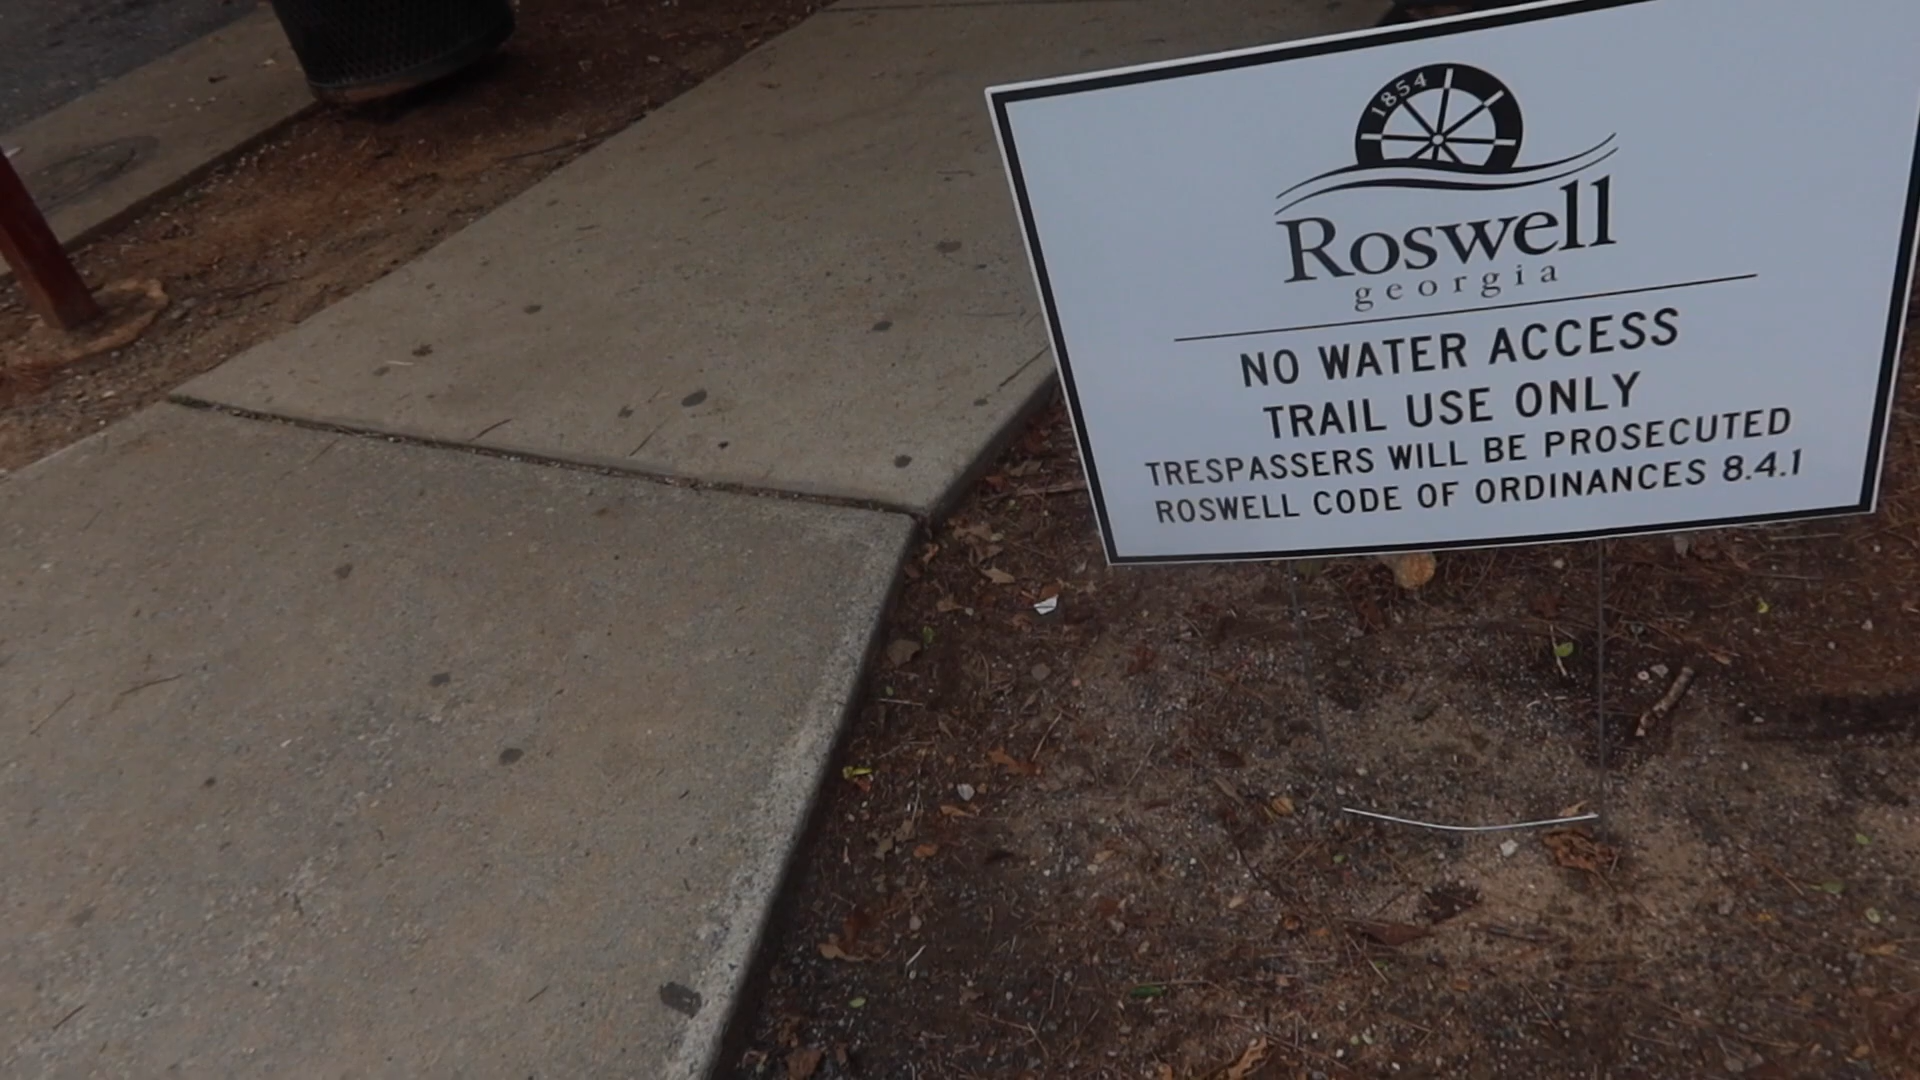 1854
Roswell
georgia
NO WATER ACCESS
TRAIL USE ONLY
TRESPASSERS WILL BE PROSECUTED
ROSWELL CODE OF ORDINANCES 8.4.1